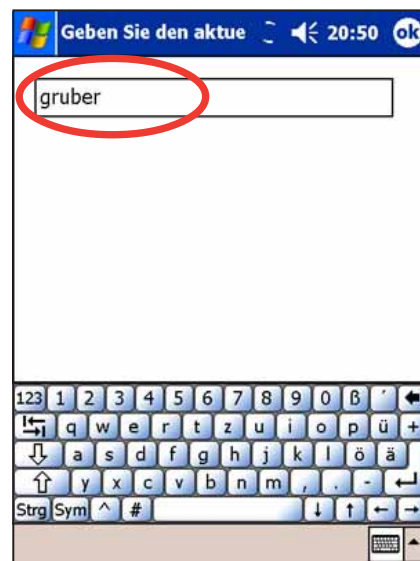 Geben Sie den aktue 20:50 ok
gruber
123 1 2 3 4 5 6 7 8 9 0 ß ´
q w e r t z u i o p ü +
a s d f g h j k l ö ä
y x c v b n m , . -
Strg Sym ^ #